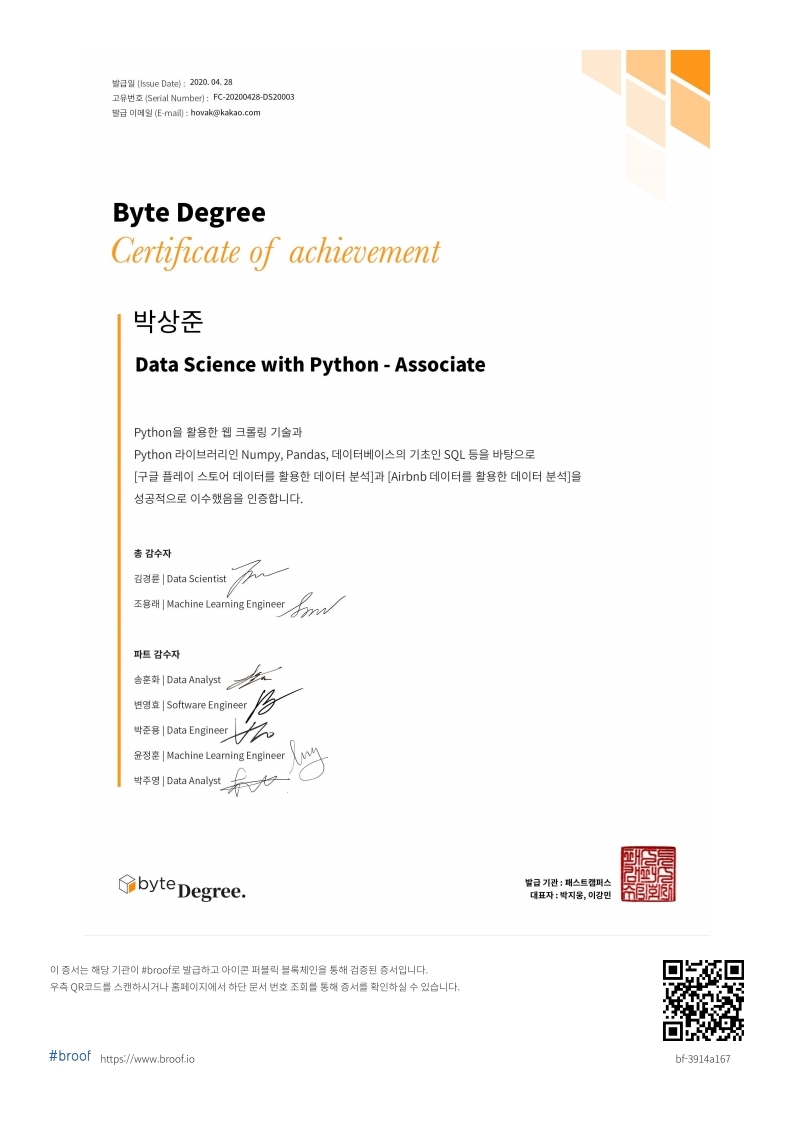 발급일 (Issue Date) : 2020. 04. 28
고유번호 (Serial Number) : FC-20200428-DS20003
발급 이메일 (E-mail) : hovak@kakao.com
Byte Degree
Certificate of achievement
박상준
Data Science with Python - Associate
Python을 활용한 웹 크롤링 기술과
Python 라이브러리인 Numpy, Pandas, 데이터베이스의 기초인 SQL 등을 바탕으로
[구글 플레이 스토어 데이터를 활용한 데이터 분석]과 [Airbnb 데이터를 활용한 데이터 분석]을
성공적으로 이수했음을 인증합니다.
총 감수자
김경륜 | Data Scientist
조용래 | Machine Learning Engineer
파트 감수자
송훈화 | Data Analyst
변영효 | Software Engineer
박준용 | Data Engineer
윤정훈 | Machine Learning Engineer
박주영 | Data Analyst
byte Degree.
발급 기관 : 패스트캠퍼스
대표자 : 박지웅, 이강민
이 증서는 해당 기관이 #broof로 발급하고 아이콘 퍼블릭 블록체인을 통해 검증된 증서입니다.
우측 QR코드를 스캔하시거나 홈페이지에서 하단 문서 번호 조회를 통해 증서를 확인하실 수 있습니다.
#broof https://www.broof.io
bf-3914a167